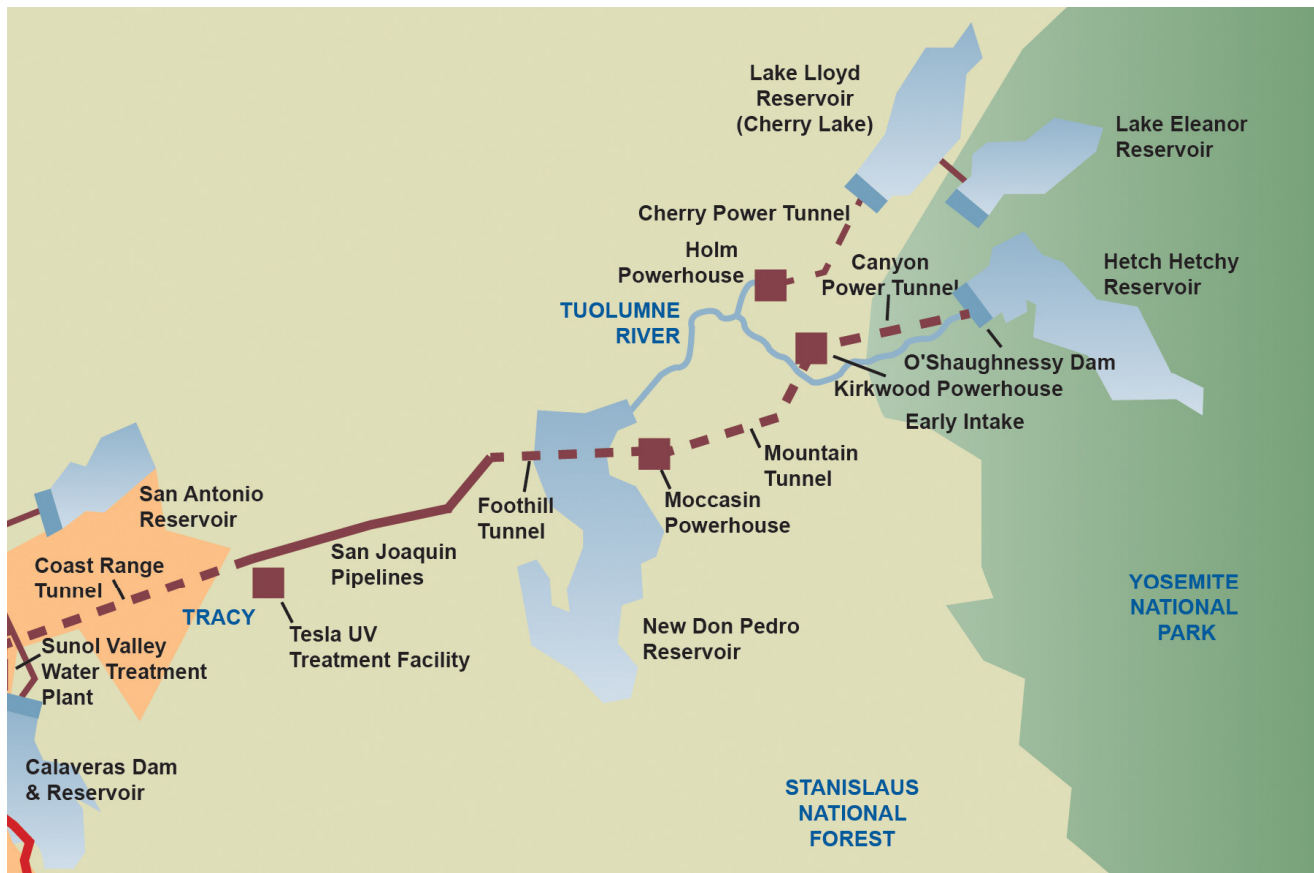 Lake Lloyd
Reservoir
(Cherry Lake)
Lake Eleanor
Reservoir
Cherry Power Tunnel
Holm
Powerhouse
Canyon
Power Tunnel
Hetch Hetchy
Reservoir
TUOLUMNE
RIVER
O'Shaughnessy Dam
Kirkwood Powerhouse
Early Intake
Mountain
Tunnel
San Antonio
Reservoir
Foothill
Tunnel
Moccasin
Powerhouse
San Joaquin
Pipelines
Coast Range
Tunnel
TRACY
Tesla UV
Treatment Facility
YOSEMITE
NATIONAL
PARK
New Don Pedro
Reservoir
Sunol Valley
Water Treatment
Plant
Calaveras Dam
& Reservoir
STANISLAUS
NATIONAL
FOREST